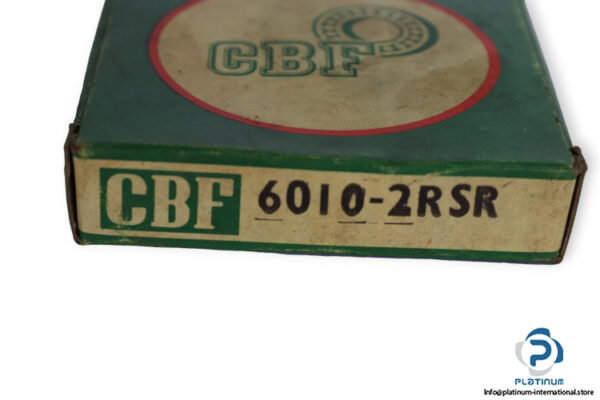 CBF
CBF 6010-2RSR
PLATINUM
Info@platinum-international.store